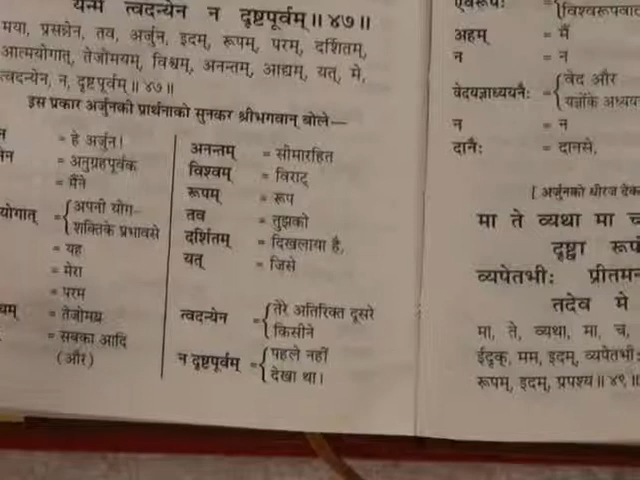 यन्मे त्वदन्येन न दृष्टपूर्वम्॥ ४७॥
मया, प्रसन्नेन, तव, अर्जुन, इदम्, रूपम्, परम्, दर्शितम्,
आत्मयोगात्, तेजोमयम्, विश्वम्, अनन्तम्, आद्यम्, यत्, मे,
त्वदन्येन, न, दृष्टपूर्वम्॥ ४७॥
इस प्रकार अर्जुनकी प्रार्थनाको सुनकर श्रीभगवान् बोले—
= हे अर्जुन!
= अनुग्रहपूर्वक
= मैंने
योगात् = { अपनी योग-
शक्तिके प्रभावसे
= यह
= मेरा
= परम
= तेजोमय
= सबका आदि
(और)
अनन्तम् = सीमारहित
विश्वम् = विराट्
रूपम् = रूप
तव = तुझको
दर्शितम् = दिखलाया है,
यत् = जिसे
त्वदन्येन = { तेरे अतिरिक्त दूसरे
किसीने
न दृष्टपूर्वम् = { पहले नहीं
देखा था।
अहम् = मैं
न = न
वेदयज्ञाध्ययनैः = { वेद और
यज्ञोंके
न = न
दानैः = दानसे,
[ अर्जुनको धीरज
मा ते व्यथा मा च
दृष्ट्वा रूपं
व्यपेतभीः
तदेव मे
मा, ते, व्यथा, मा, च,
ईदृक्, मम, इदम्, व्यपेतभीः
रूपम्, इदम्, प्रपश्य॥ ४९॥